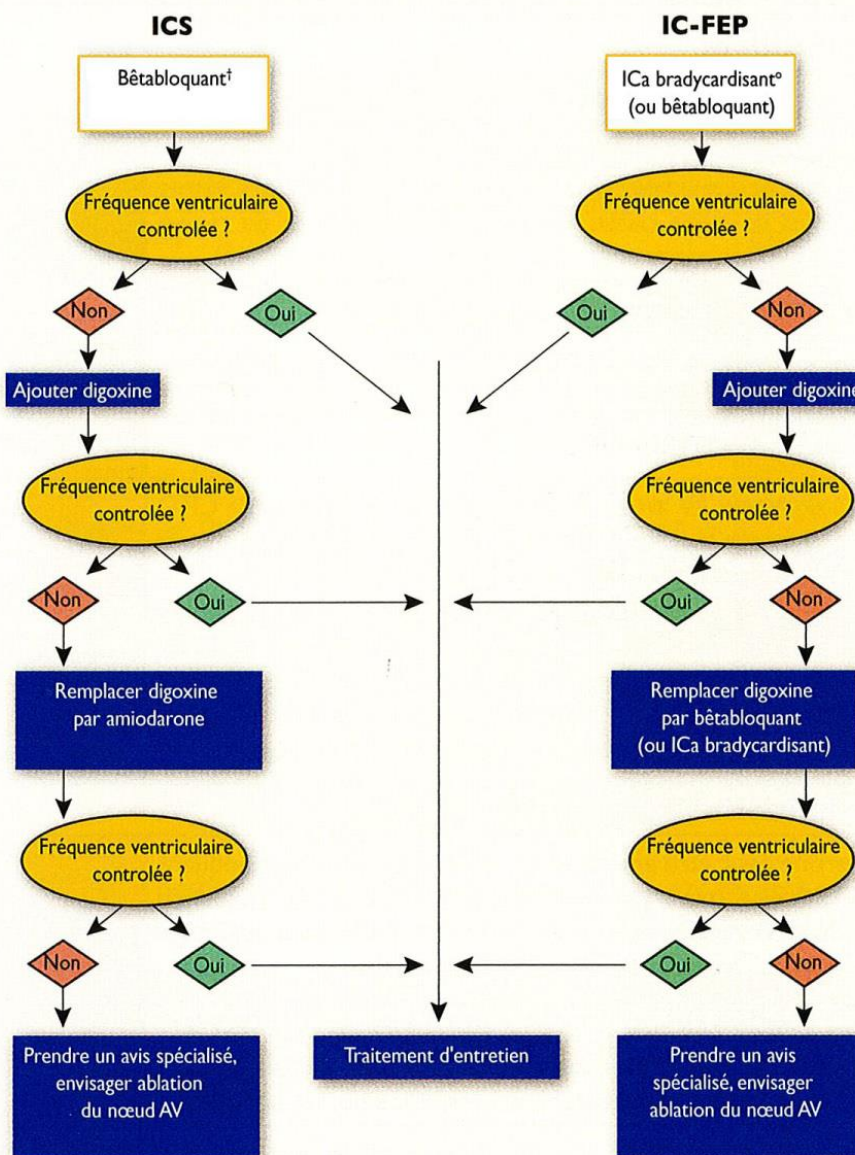 ICS
Bêtabloquant†
Fréquence ventriculaire
controlée ?
Non
Oui
Ajouter digoxine
Fréquence ventriculaire
controlée ?
Non
Oui
Remplacer digoxine
par amiodarone
Fréquence ventriculaire
controlée ?
Non
Oui
Prendre un avis spécialisé,
envisager ablation
du nœud AV
Traitement d'entretien
IC-FEP
ICa bradycardisant°
(ou bêtabloquant)
Fréquence ventriculaire
controlée ?
Oui
Non
Ajouter digoxine
Fréquence ventriculaire
controlée ?
Oui
Non
Remplacer digoxine
par bêtabloquant
(ou ICa bradycardisant)
Fréquence ventriculaire
controlée ?
Oui
Non
Prendre un avis
spécialisé, envisager
ablation du nœud AV